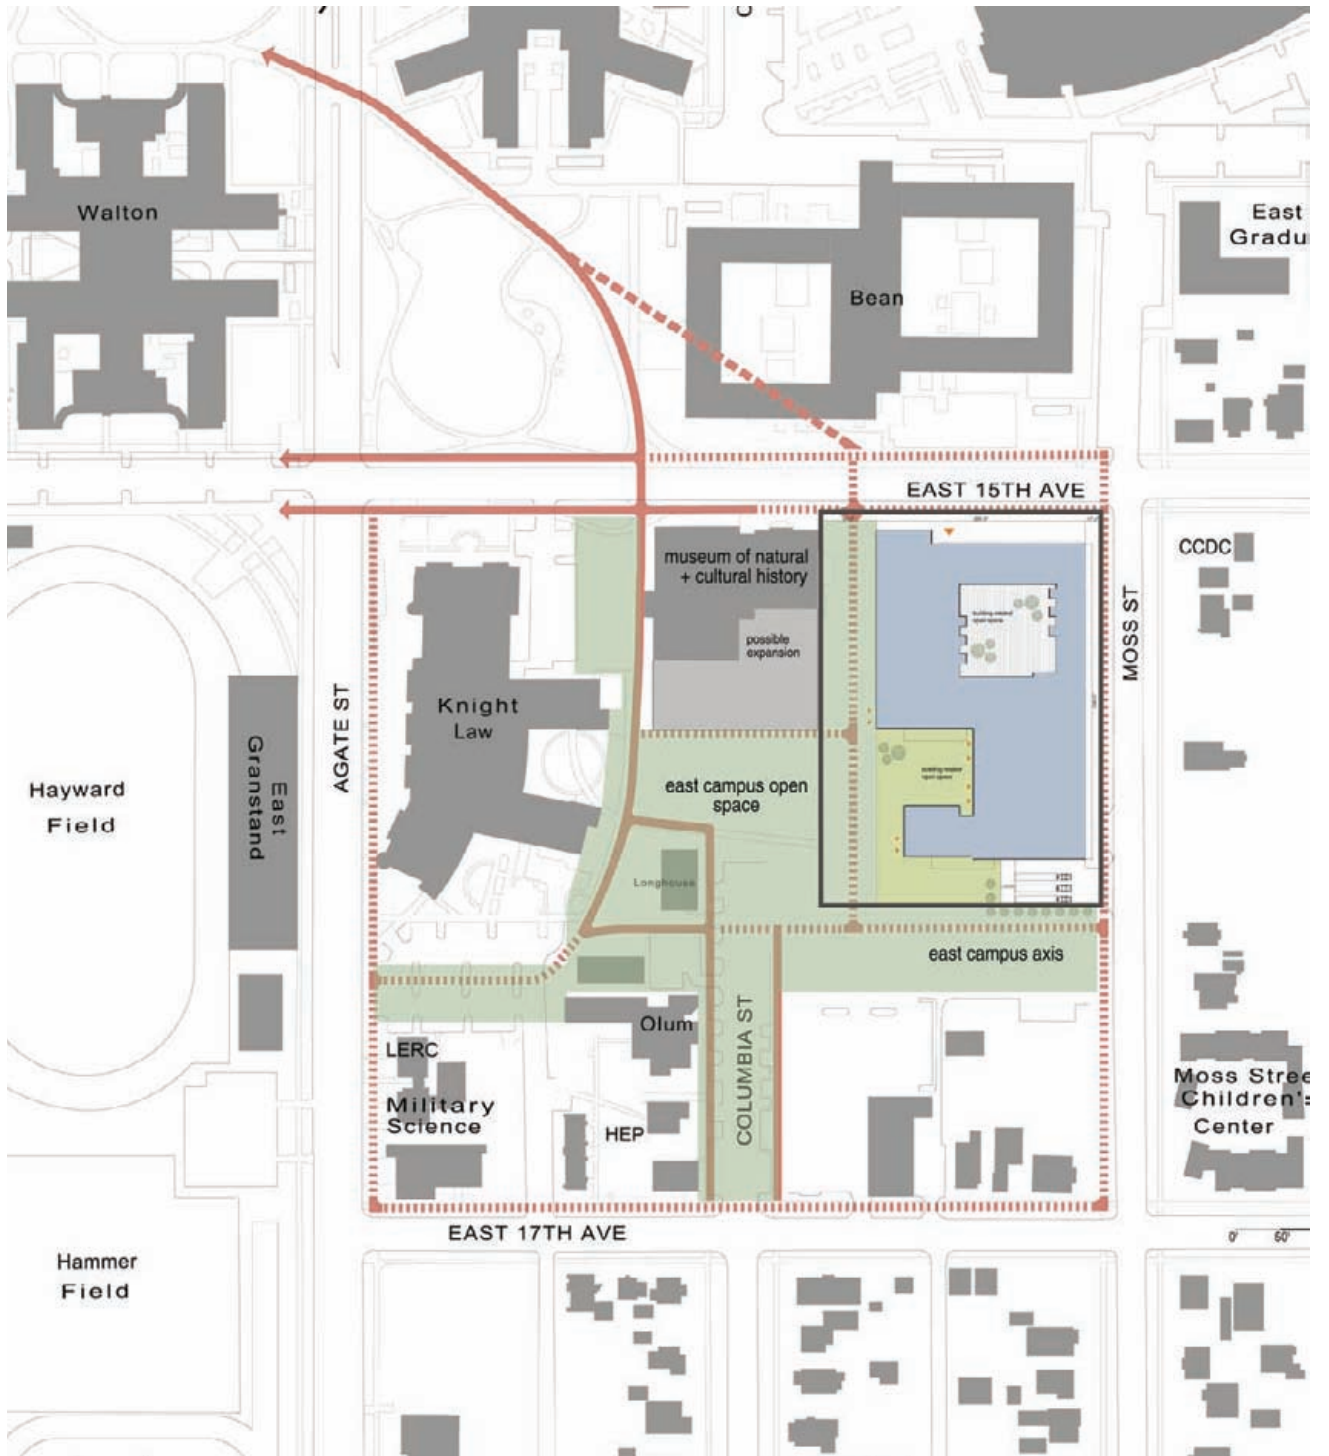 Walton
East
Gradu
Bean
EAST 15TH AVE
museum of natural
+ cultural history
CCDC
possible
expansion
MOSS ST
Knight
Law
AGATE ST
East
Granstand
Hayward
Field
east campus open
space
Longhouse
east campus axis
Olum
COLUMBIA ST
LERC
Military
Science
HEP
Moss Stree
Children's
Center
EAST 17TH AVE
0'
50'
Hammer
Field